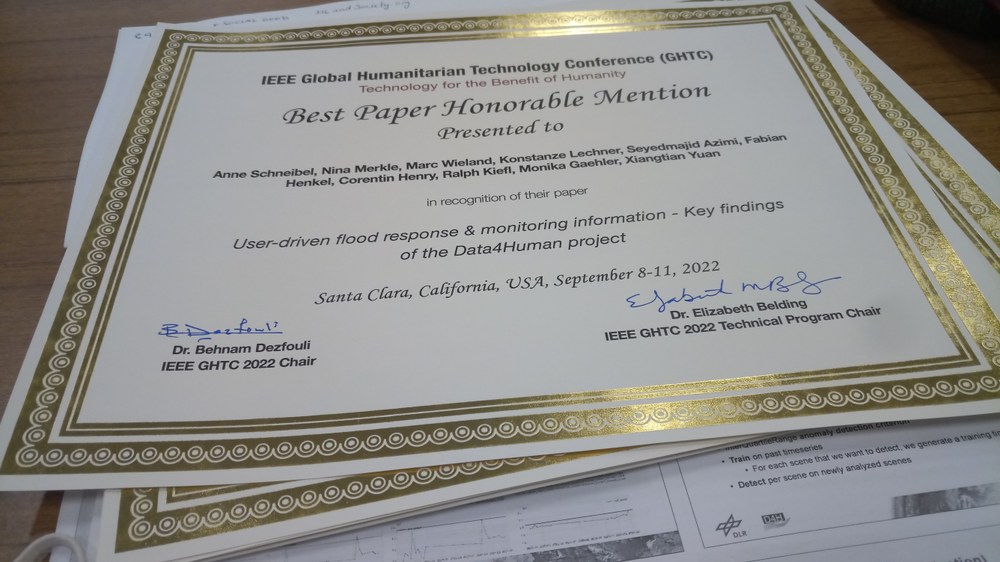 IEEE Global Humanitarian Technology Conference (GHTC)
Technology for the Benefit of Humanity
Best Paper Honorable Mention
Presented to
Anne Schneibel, Nina Merkle, Marc Wieland, Konstanze Lechner, Seyedmajid Azimi, Fabian
Henkel, Corentin Henry, Ralph Kiefl, Monika Gaehler, Xiangtian Yuan
in recognition of their paper
User-driven flood response & monitoring information - Key findings
of the Data4Human project
Santa Clara, California, USA, September 8-11, 2022
B Dezfouli
Dr. Behnam Dezfouli
IEEE GHTC 2022 Chair
Elizabeth M B
Dr. Elizabeth Belding
IEEE GHTC 2022 Technical Program Chair
anomaly detection
• Train on past timeseries
• For each scene that we want to detect, we generate a training
• Detect per scene on newly analyzed scenes
DLR
D4H